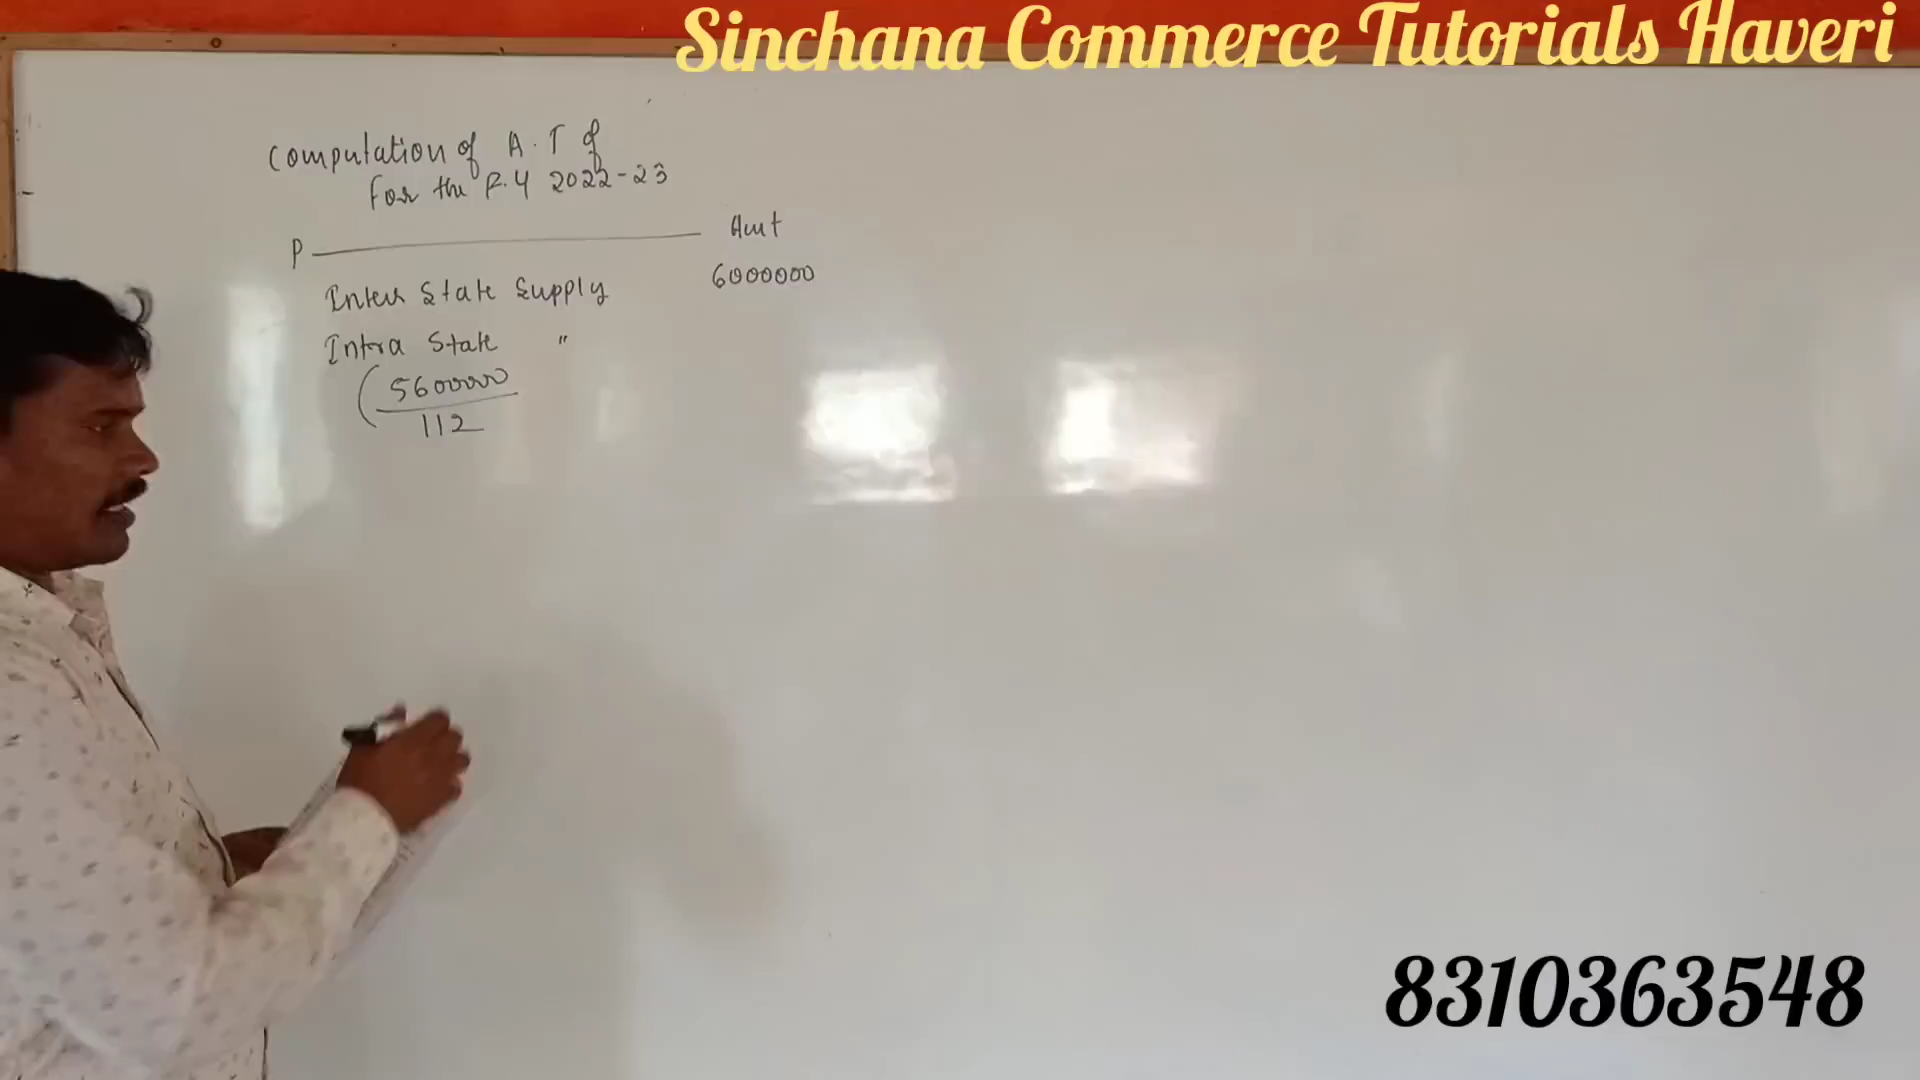 Sinchana Commerce Tutorials Haveri
Computation of A.T of
For the F.Y 2022-23
P Amt
Inter State Supply 6000000
Intra State "
(5600000
112
8310363548